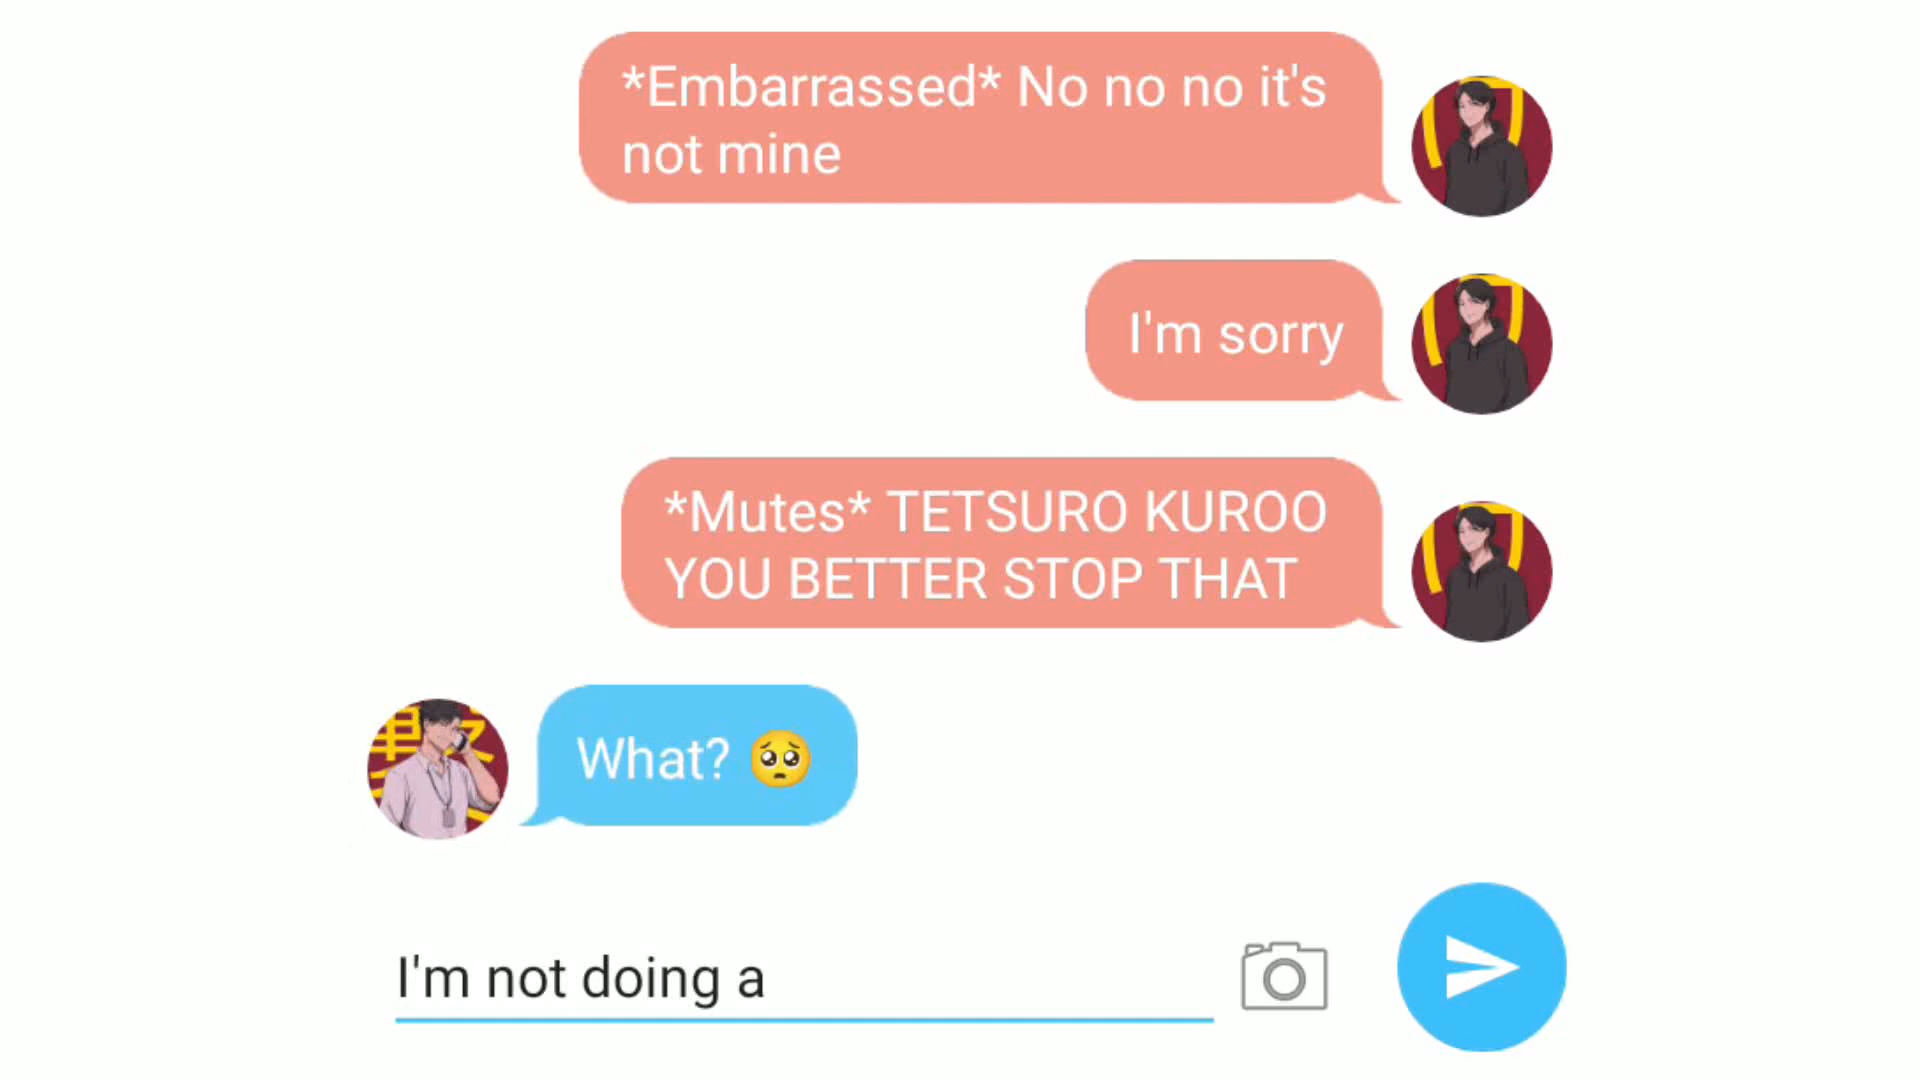 *Embarrassed* No no no it's
not mine
I'm sorry
*Mutes* TETSURO KUROO
YOU BETTER STOP THAT
What? 🥺
I'm not doing a